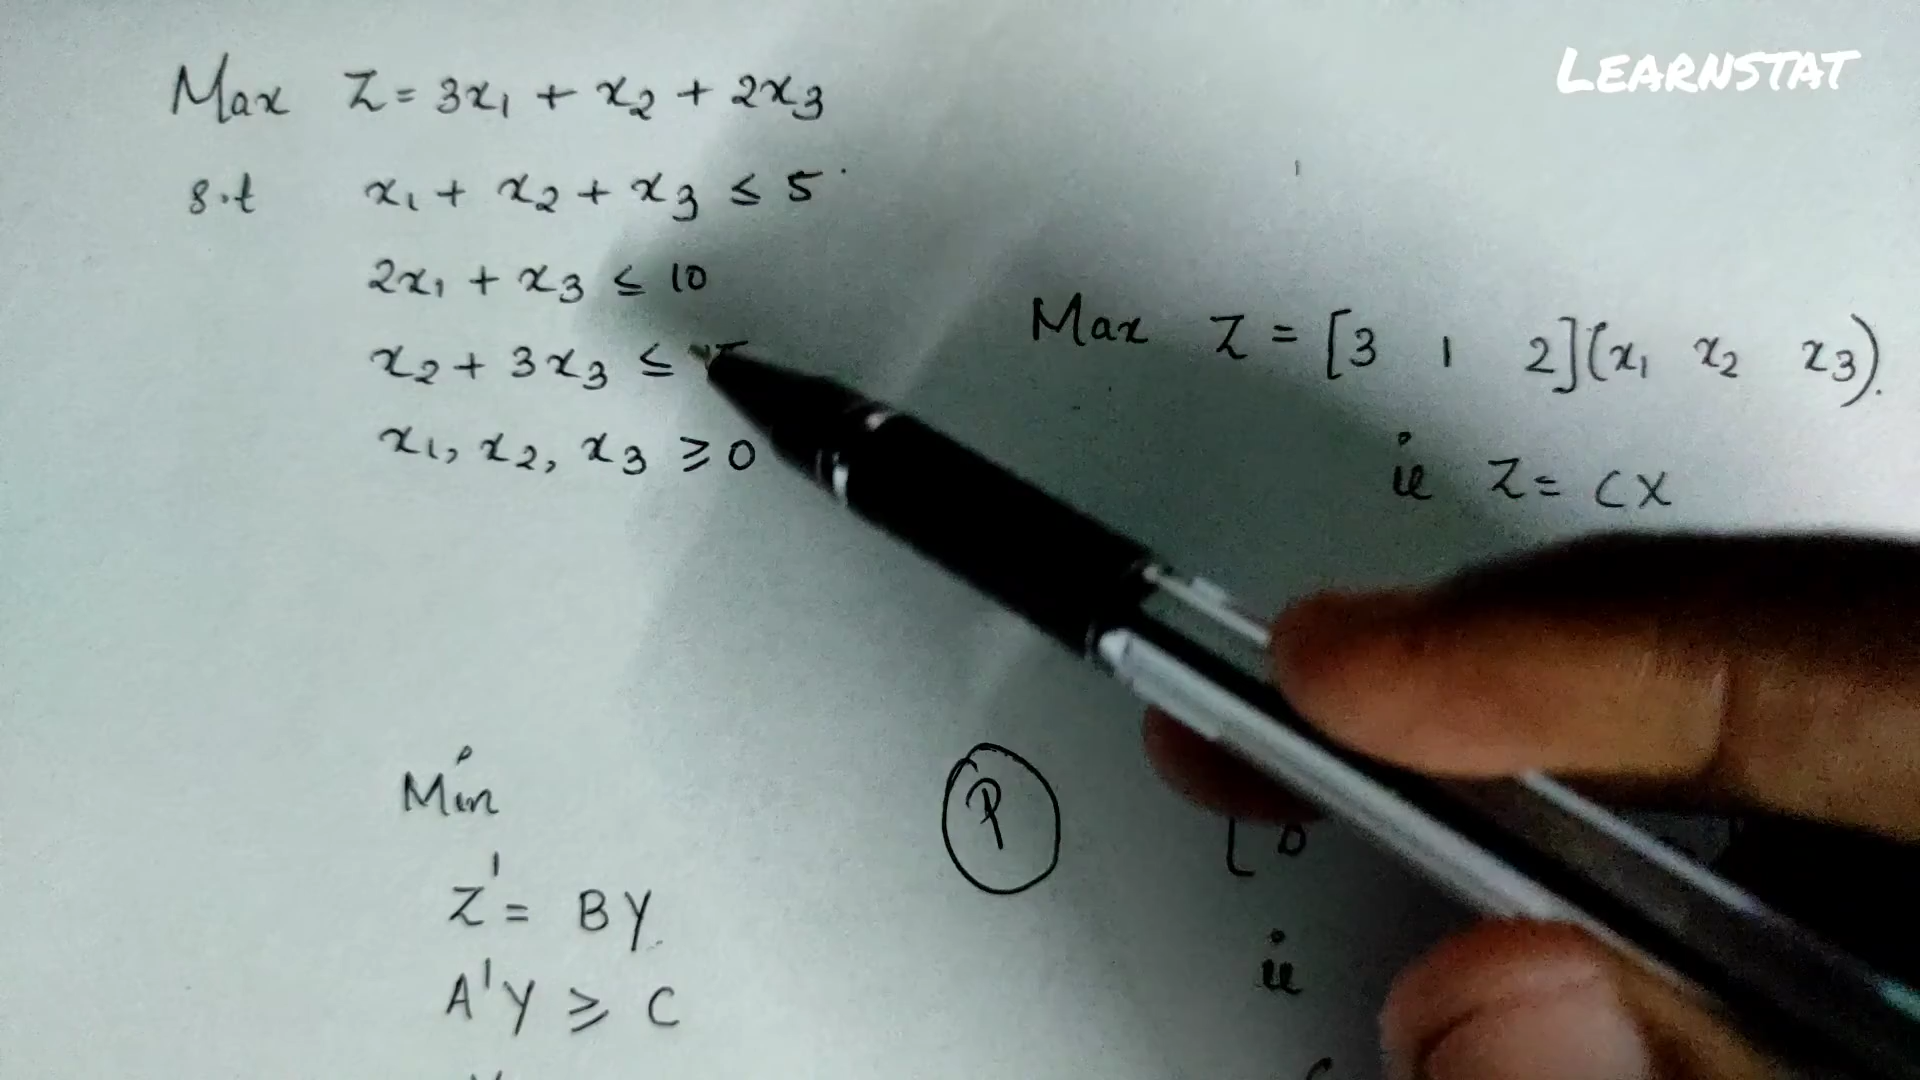 LEARNSTAT
Max Z = 3x₁ + x₂ + 2x₃
s.t x₁ + x₂ + x₃ ≤ 5
2x₁ + x₃ ≤ 10
x₂ + 3x₃ ≤
x₁, x₂, x₃ ≥ 0
Max Z = [3 1 2](x₁ x₂ x₃).
ie Z = CX
Min
Z' = BY
A'Y ≥ C
P
[0
ie